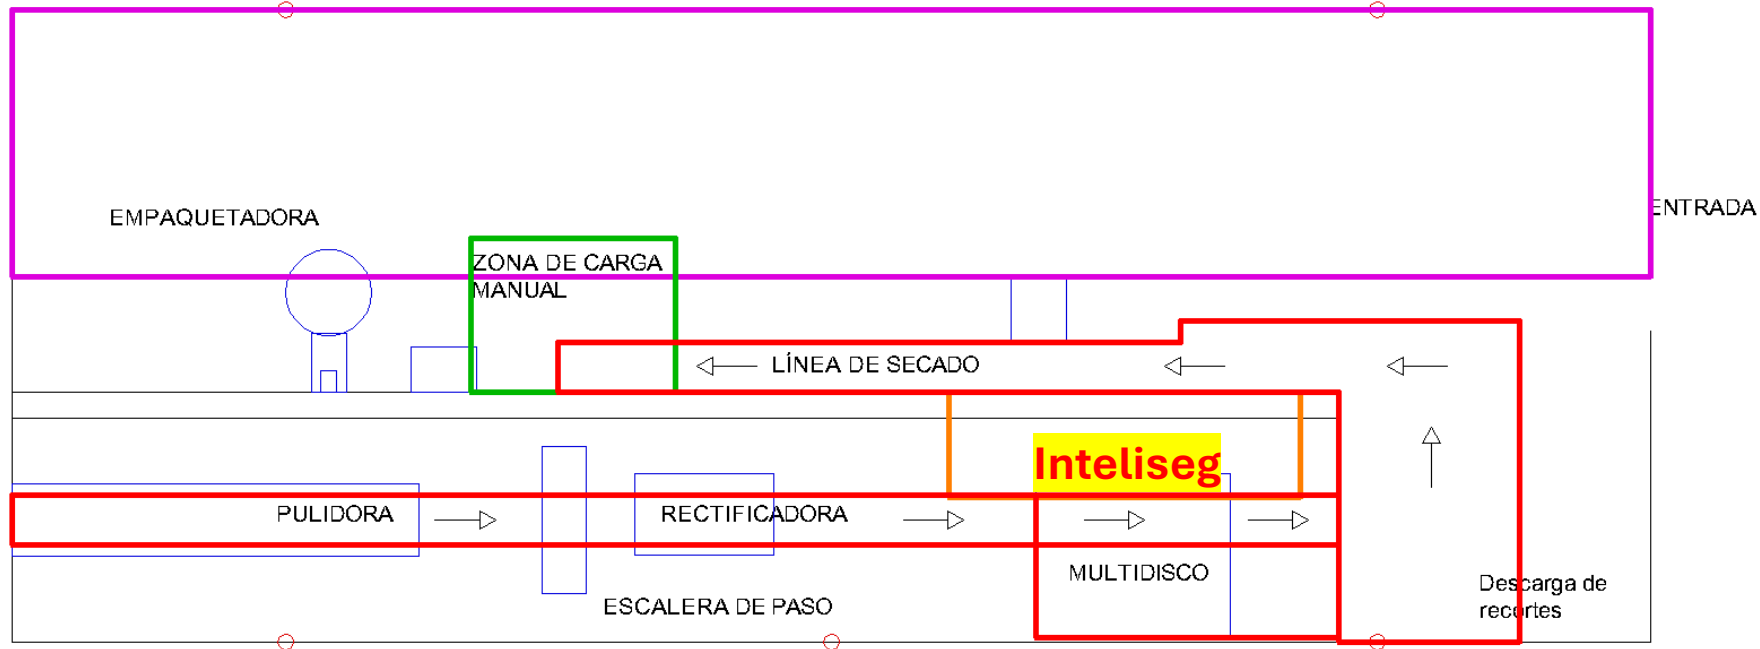 ENTRADA
EMPAQUETADORA
ZONA DE CARGA
MANUAL
LÍNEA DE SECADO
Inteliseg
PULIDORA
RECTIFICADORA
MULTIDISCO
Descarga de
recortes
ESCALERA DE PASO